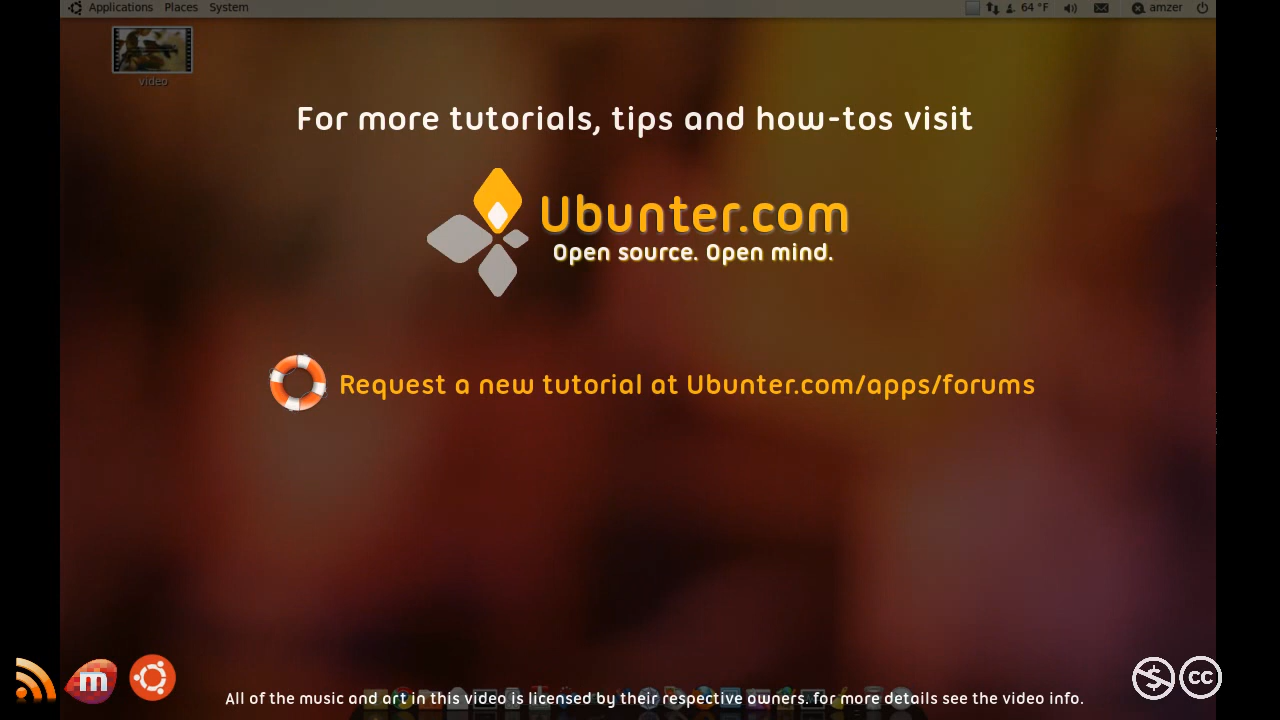 Applications Places System 64 °F amzer
video
For more tutorials, tips and how-tos visit
Ubunter.com
Open source. Open mind.
Request a new tutorial at Ubunter.com/apps/forums
m
cc
All of the music and art in this video is licensed by their respective owners. for more details see the video info.